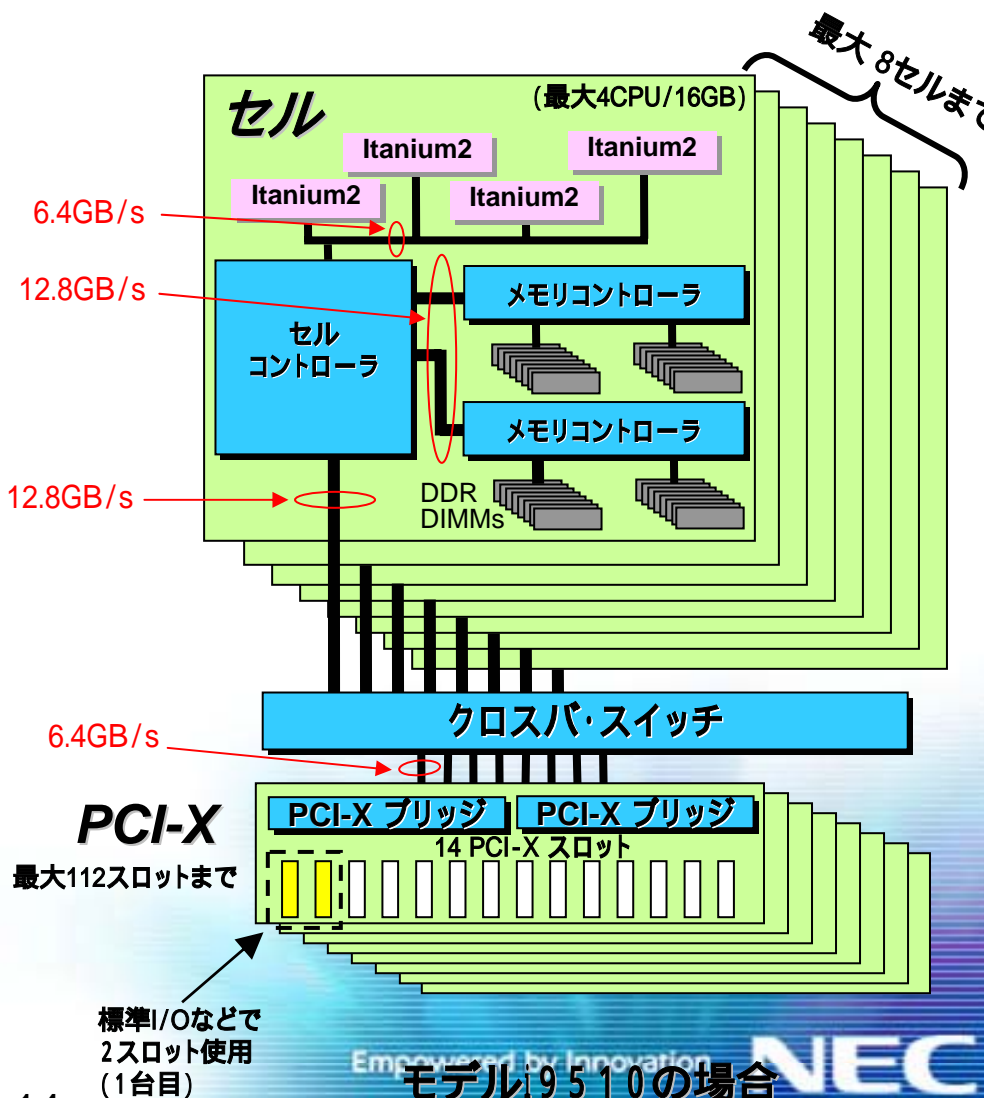 最大 8セルまで
セル
(最大4CPU/16GB)
Itanium2
Itanium2
Itanium2
Itanium2
6.4GB/s
12.8GB/s
セル
コントローラ
メモリコントローラ
メモリコントローラ
12.8GB/s
DDR
DIMMs
クロスバ・スイッチ
6.4GB/s
PCI-X
最大112スロットまで
PCI-X ブリッジ
PCI-X ブリッジ
14 PCI-X スロット
標準I/Oなどで
2スロット使用
(1台目)
Empowered by Innovation
NEC
モデルi9510の場合